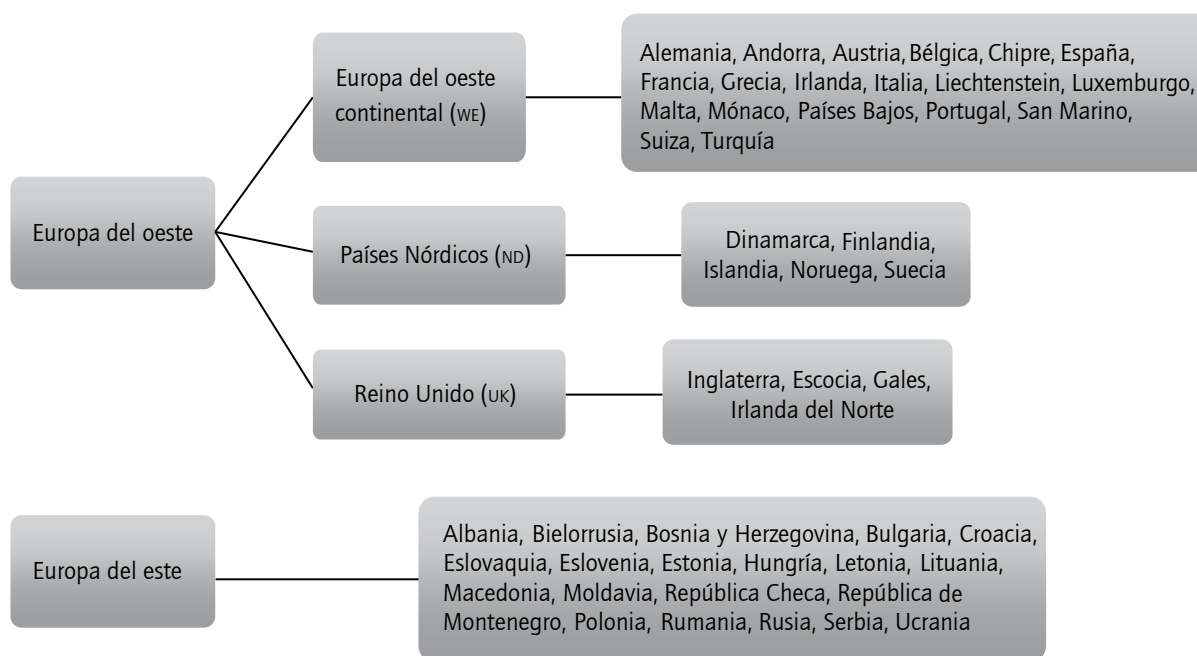 Europa del oeste
Europa del oeste
continental (WE)
Alemania, Andorra, Austria, Bélgica, Chipre, España,
Francia, Grecia, Irlanda, Italia, Liechtenstein, Luxemburgo,
Malta, Mónaco, Países Bajos, Portugal, San Marino,
Suiza, Turquía
Países Nórdicos (ND)
Dinamarca, Finlandia,
Islandia, Noruega, Suecia
Reino Unido (UK)
Inglaterra, Escocia, Gales,
Irlanda del Norte
Europa del este
Albania, Bielorrusia, Bosnia y Herzegovina, Bulgaria, Croacia,
Eslovaquia, Eslovenia, Estonia, Hungría, Letonia, Lituania,
Macedonia, Moldavia, República Checa, República de
Montenegro, Polonia, Rumania, Rusia, Serbia, Ucrania